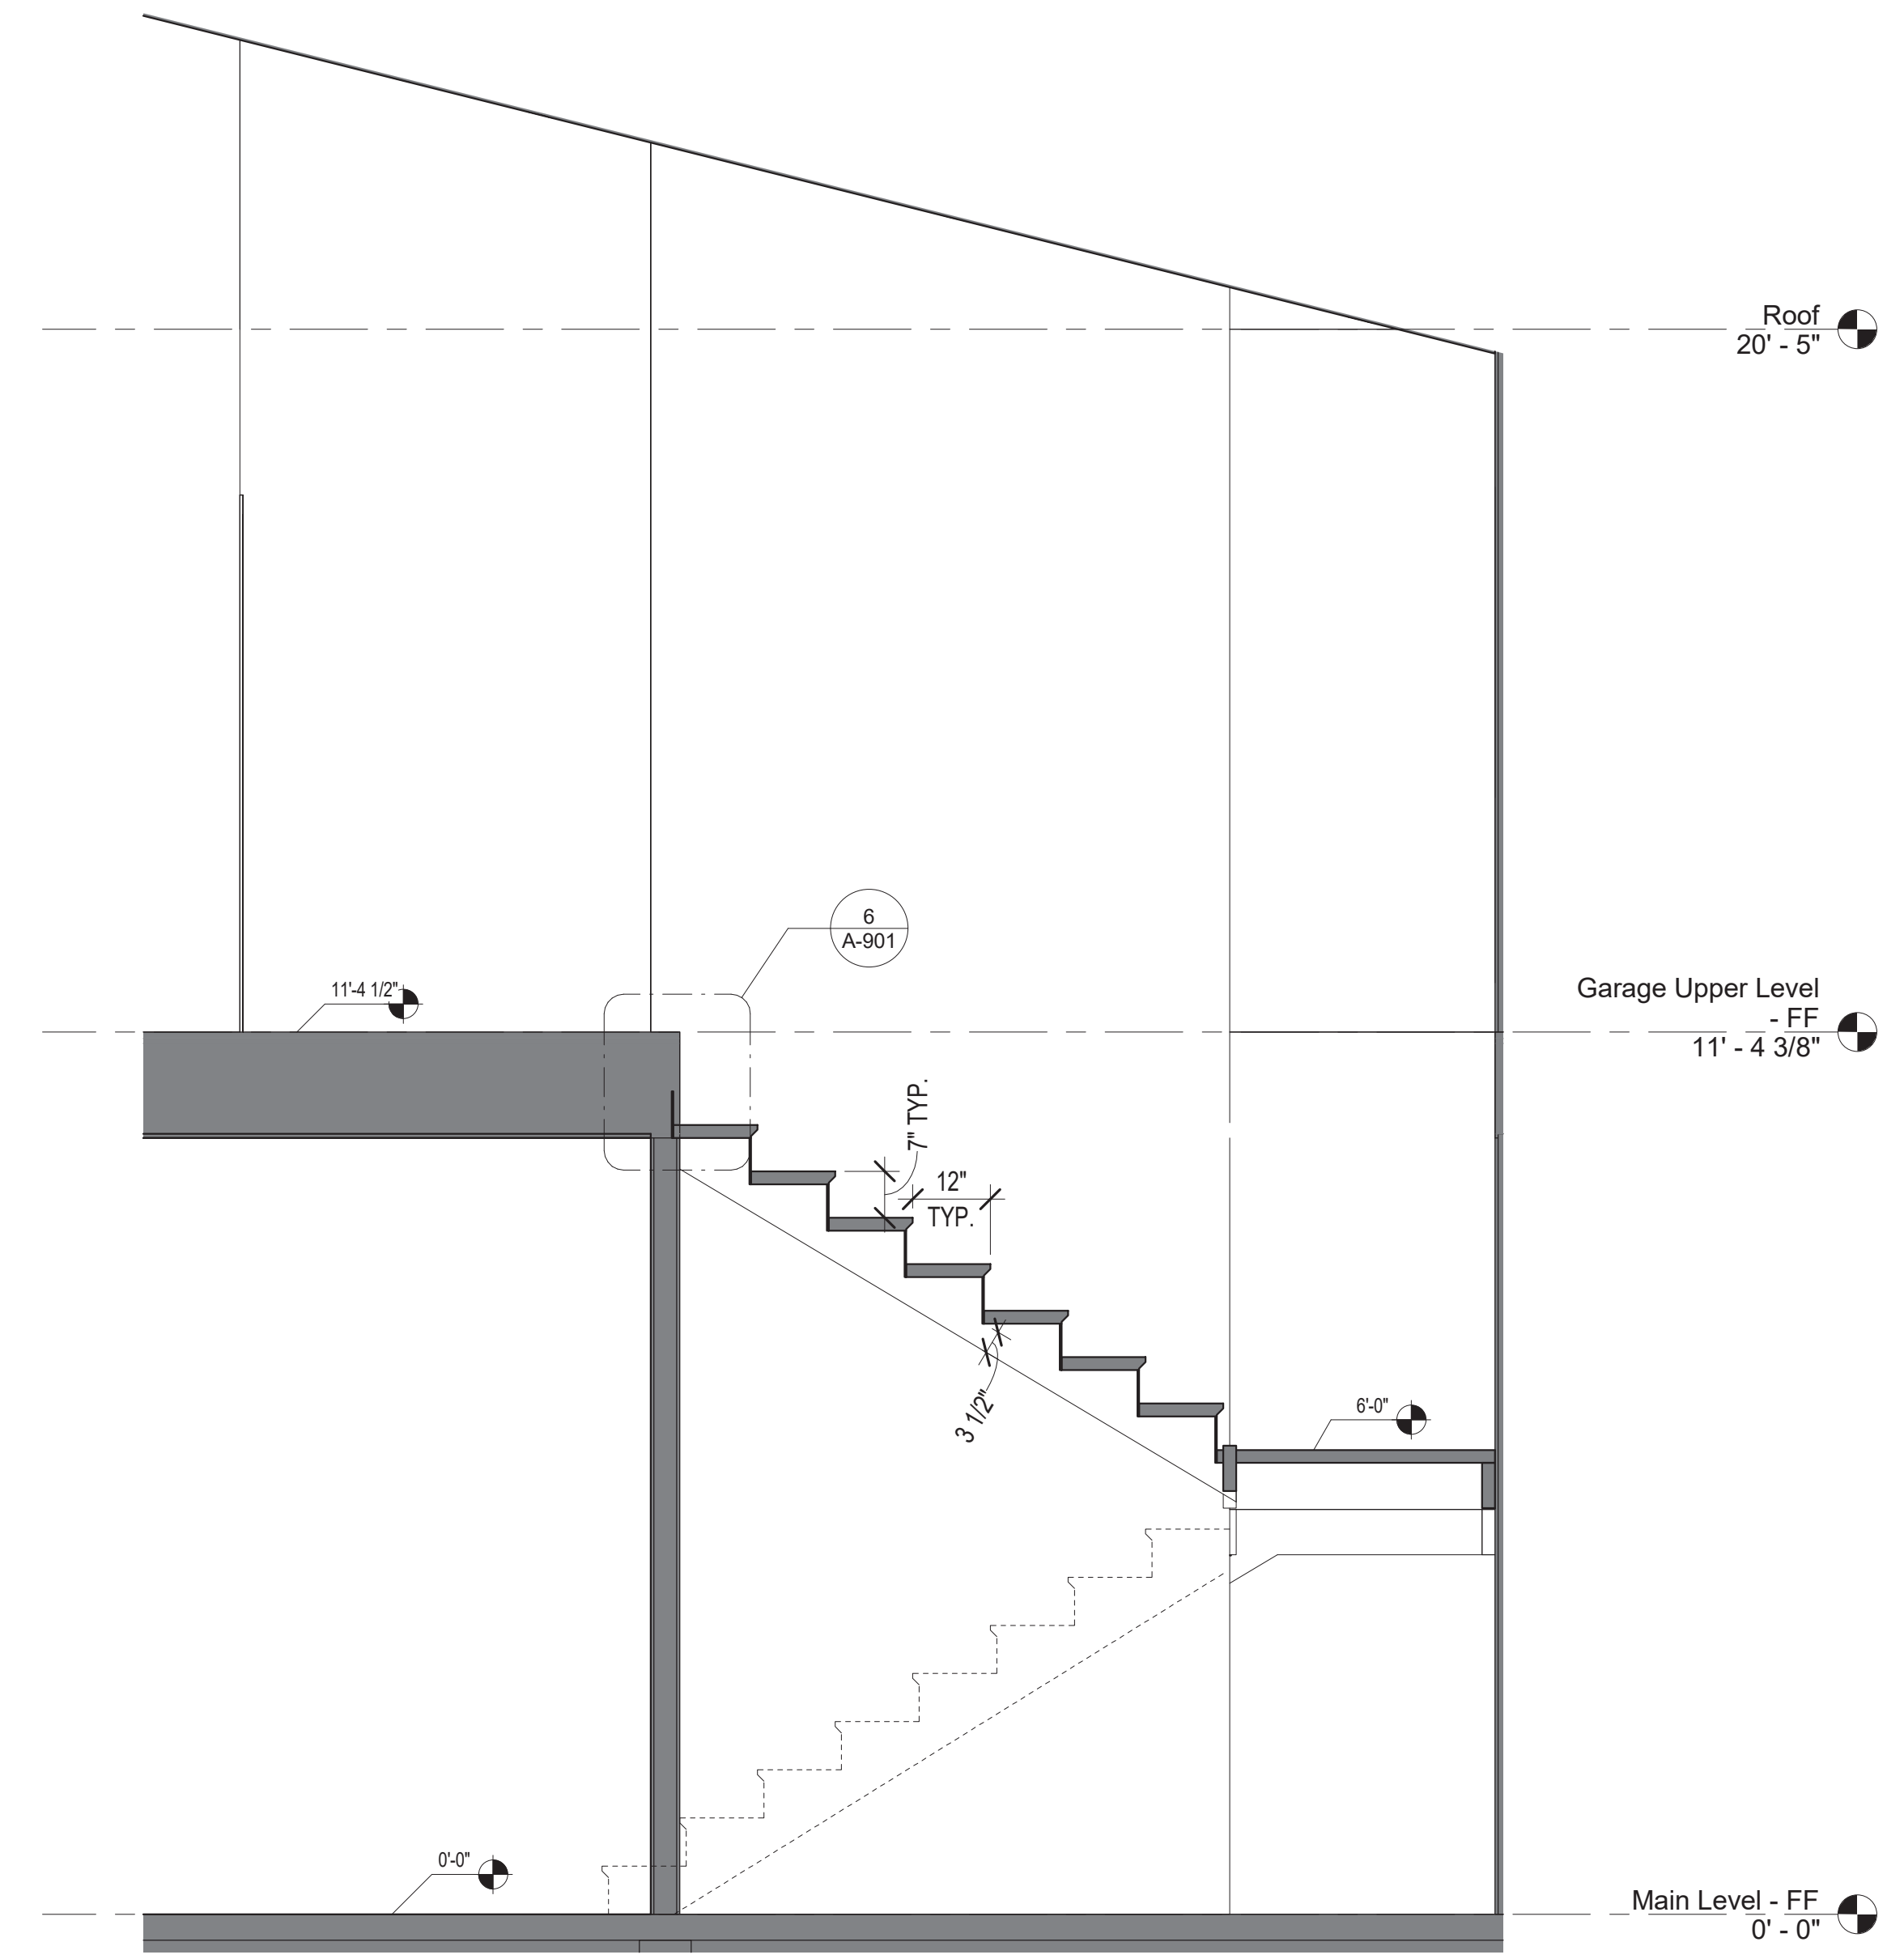 Roof
20' - 5"
6
A-901
11'-4 1/2"
Garage Upper Level
- FF
11' - 4 3/8"
7" TYP.
12"
TYP.
3 1/2"
6'-0"
0'-0"
Main Level - FF
0' - 0"